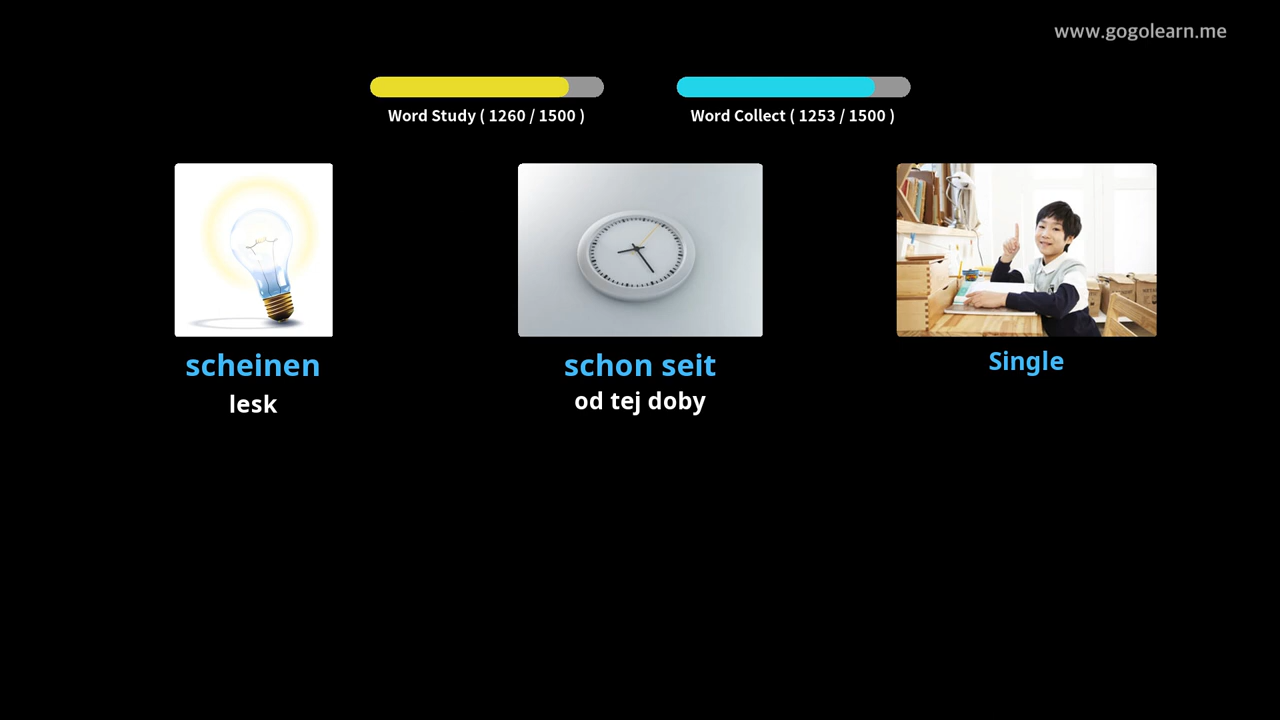 www.gogolearn.me
Word Study ( 1260 / 1500 )
Word Collect ( 1253 / 1500 )
scheinen
lesk
schon seit
od tej doby
Single